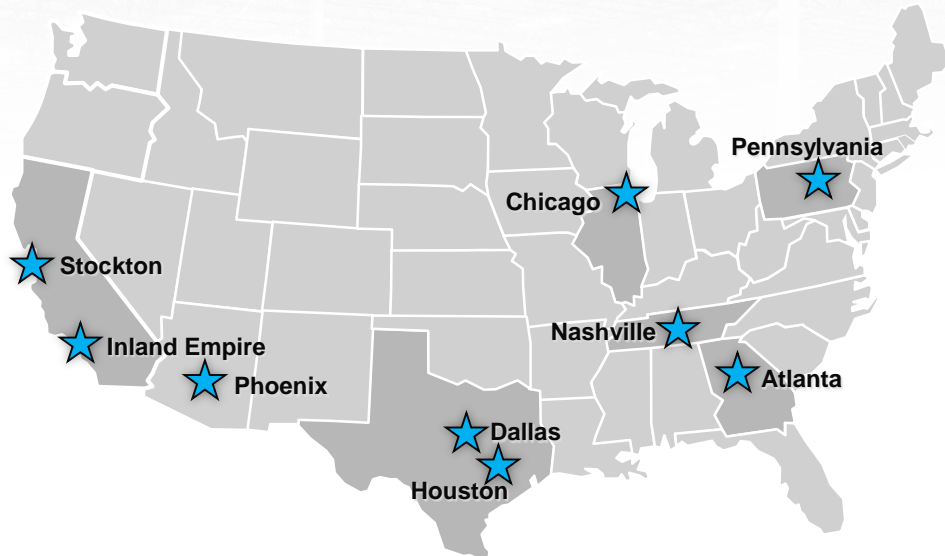 Pennsylvania
Chicago
Stockton
Nashville
Inland Empire
Phoenix
Atlanta
Dallas
Houston